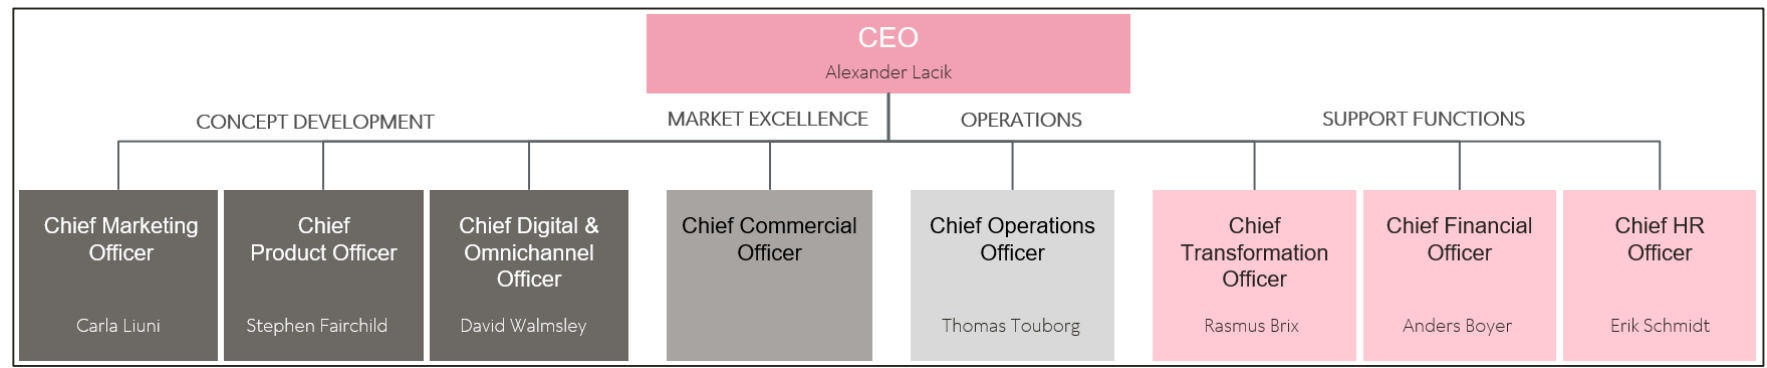 CEO
Alexander Lacik
CONCEPT DEVELOPMENT
MARKET EXCELLENCE
OPERATIONS
SUPPORT FUNCTIONS
Chief Marketing
Officer
Carla Liuni
Chief
Product Officer
Stephen Fairchild
Chief Digital &
Omnichannel
Officer
David Walmsley
Chief Commercial
Officer
Chief Operations
Officer
Thomas Touborg
Chief
Transformation
Officer
Rasmus Brix
Chief Financial
Officer
Anders Boyer
Chief HR
Officer
Erik Schmidt